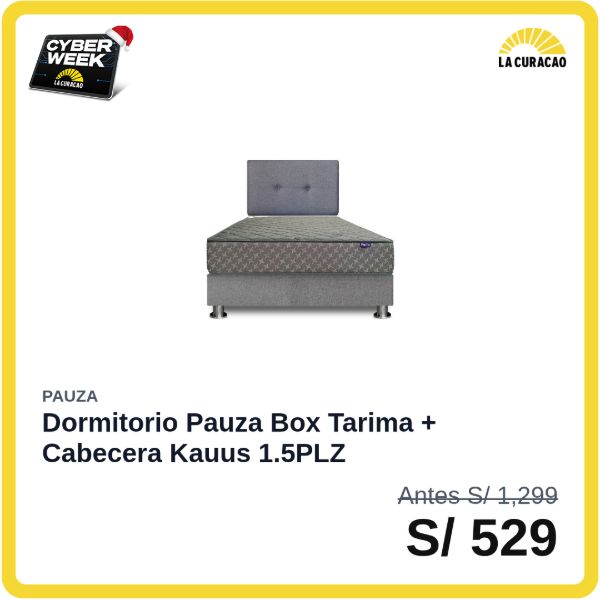 CYBER
WEEK
LA CURACAO
LA CURACAO
Pauza
PAUZA
Dormitorio Pauza Box Tarima +
Cabecera Kauus 1.5PLZ
Antes S/ 1,299
S/ 529